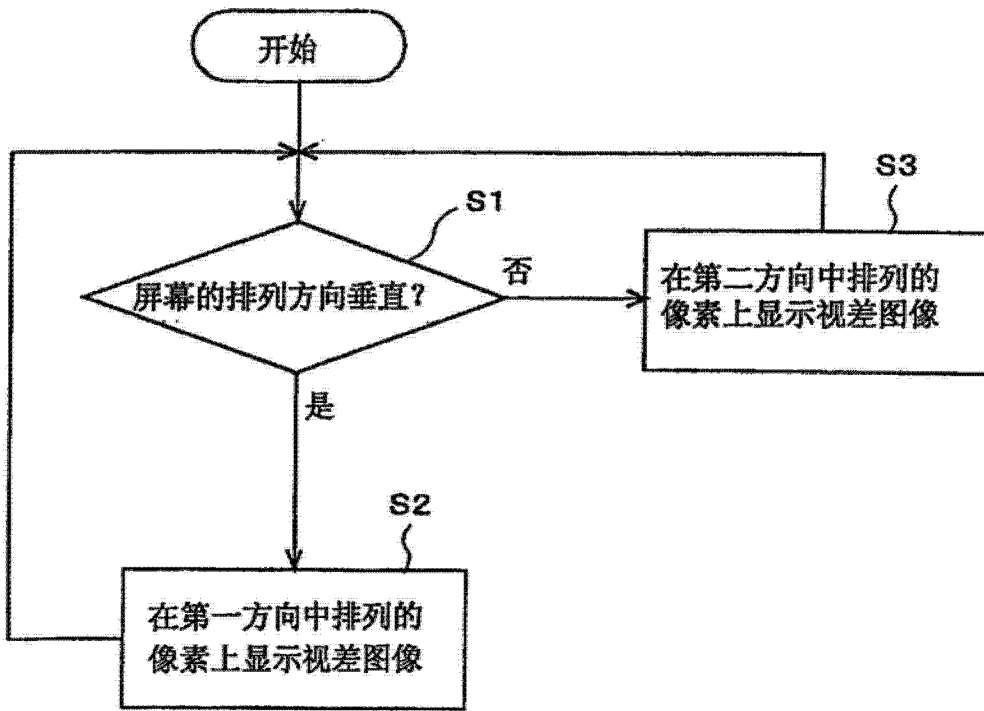 开始
S1
屏幕的排列方向垂直？
否
S3
在第二方向中排列的
像素上显示视差图像
是
S2
在第一方向中排列的
像素上显示视差图像